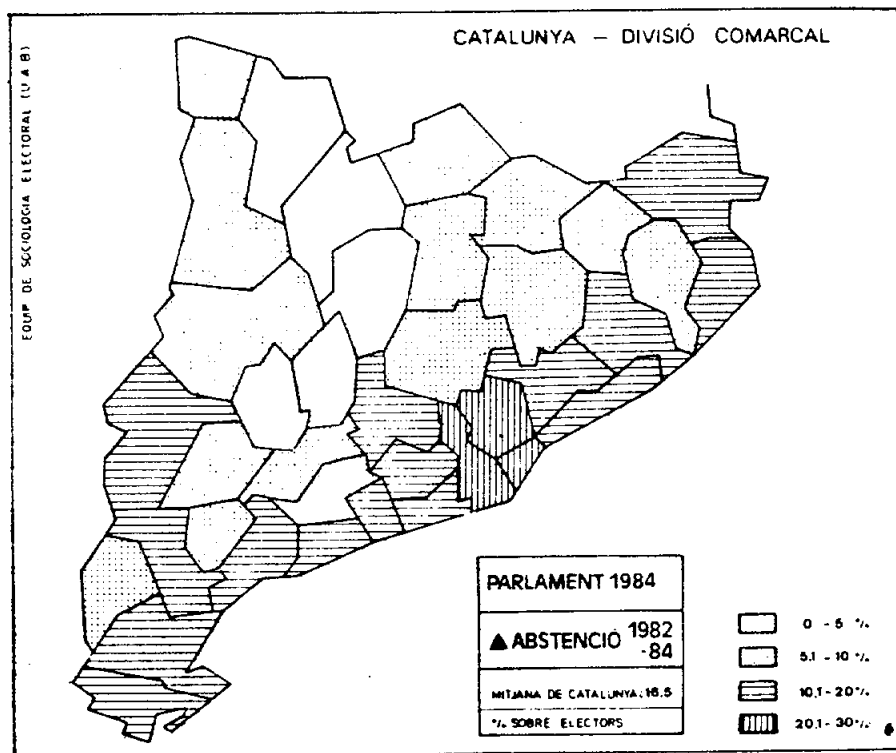 CATALUNYA – DIVISIÓ COMARCAL
EQUIP DE SOCIOLOGIA ELECTORAL (U A B)
PARLAMENT 1984
▲ ABSTENCIÓ 1982
-84
MITJANA DE CATALUNYA: 16.5
% SOBRE ELECTORS
0 - 5 %
5,1 - 10 %
10,1 - 20 %
20,1 - 30 %